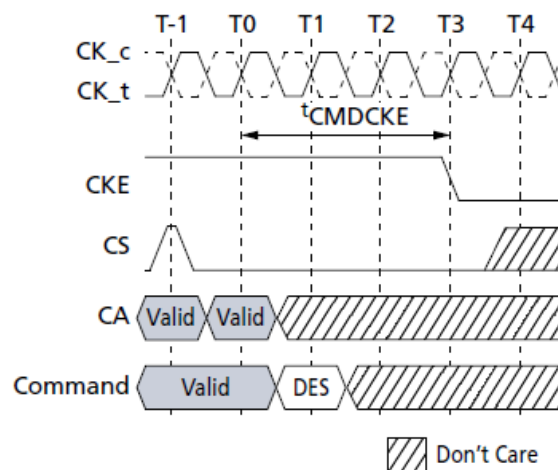 T-1 T0 T1 T2 T3 T4
CK_c
CK_t
tCMDCKE
CKE
CS
CA Valid Valid
Command Valid DES
Don't Care